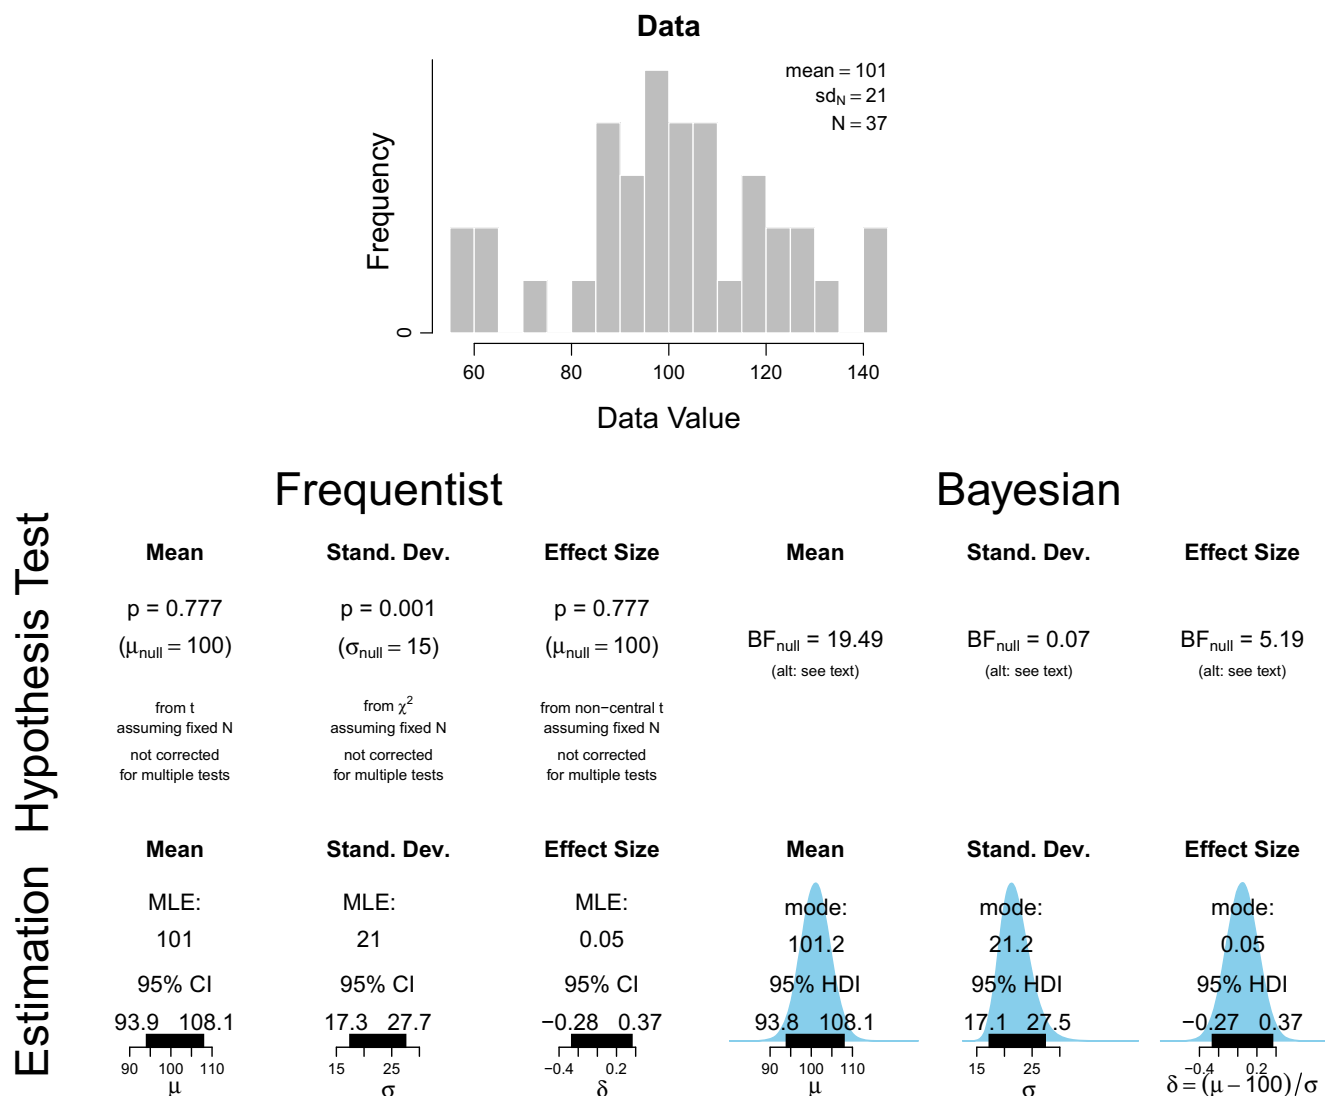 Data
mean = 101
sdN = 21
N = 37
Frequency
0
60 80 100 120 140
Data Value
Frequentist Bayesian
Hypothesis Test
Mean Stand. Dev. Effect Size Mean Stand. Dev. Effect Size
p = 0.777 p = 0.001 p = 0.777
(μnull = 100) (σnull = 15) (μnull = 100)
BFnull = 19.49 BFnull = 0.07 BFnull = 5.19
(alt: see text) (alt: see text) (alt: see text)
from t from χ2 from non−central t
assuming fixed N assuming fixed N assuming fixed N
not corrected not corrected not corrected
for multiple tests for multiple tests for multiple tests
Estimation
Mean Stand. Dev. Effect Size Mean Stand. Dev. Effect Size
MLE: MLE: MLE: mode: mode: mode:
101 21 0.05 101.2 21.2 0.05
95% CI 95% CI 95% CI 95% HDI 95% HDI 95% HDI
93.9 108.1 17.3 27.7 −0.28 0.37 93.8 108.1 17.1 27.5 −0.27 0.37
90 100 110 15 25 −0.4 0.2 90 100 110 15 25 −0.4 0.2
μ σ δ μ σ δ = (μ − 100)/σ